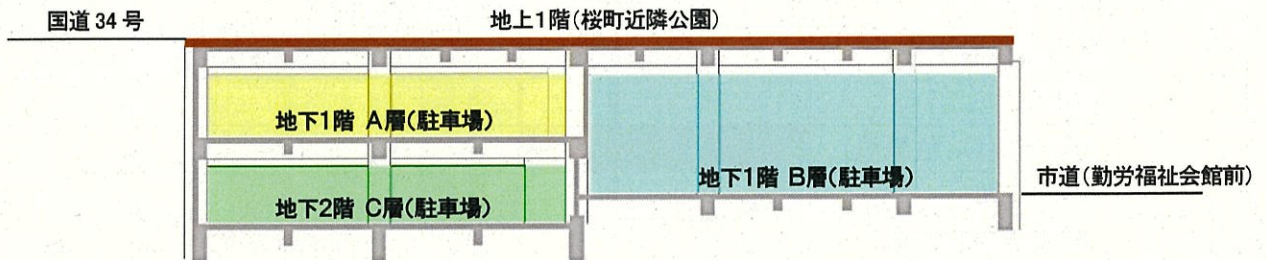 国道34号
地上1階(桜町近隣公園)
地下1階 A層(駐車場)
地下1階 B層(駐車場)
市道(勤労福祉会館前)
地下2階 C層(駐車場)